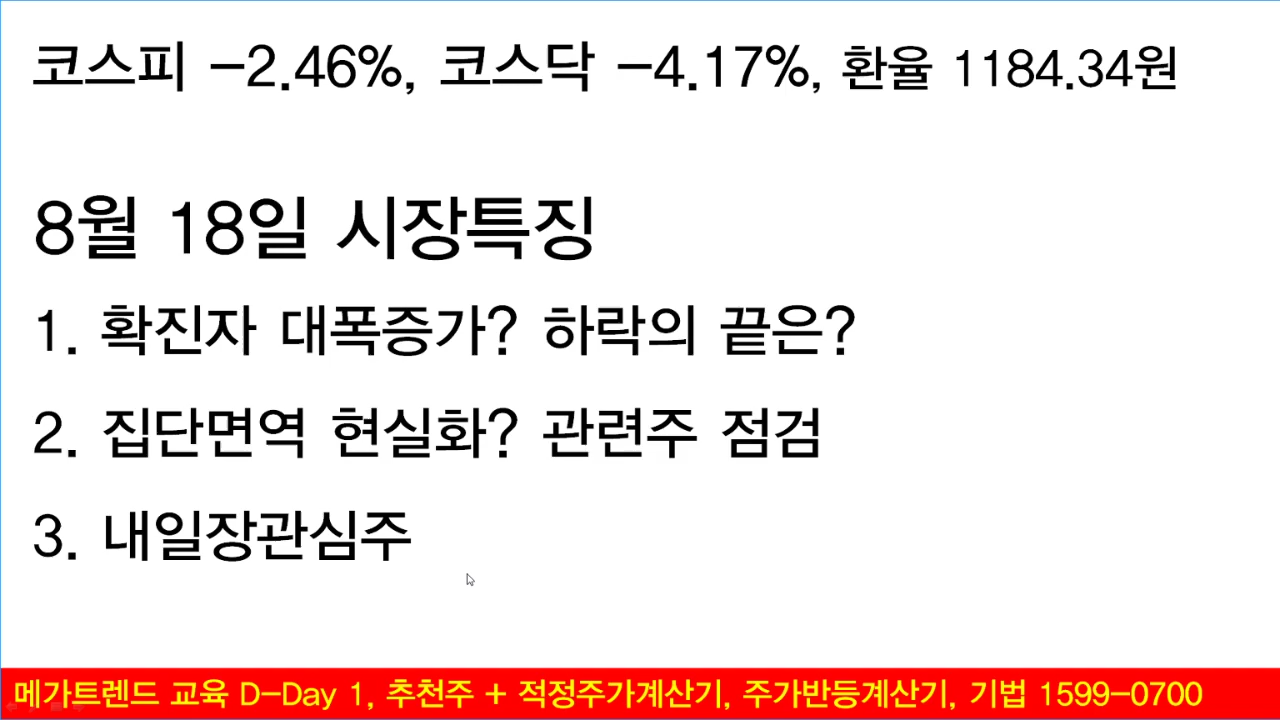 코스피 -2.46%, 코스닥 -4.17%, 환율 1184.34원
8월 18일 시장특징
1. 확진자 대폭증가? 하락의 끝은?
2. 집단면역 현실화? 관련주 점검
3. 내일장관심주
메가트렌드 교육 D-Day 1, 추천주 + 적정주가계산기, 주가반등계산기, 기법 1599-0700